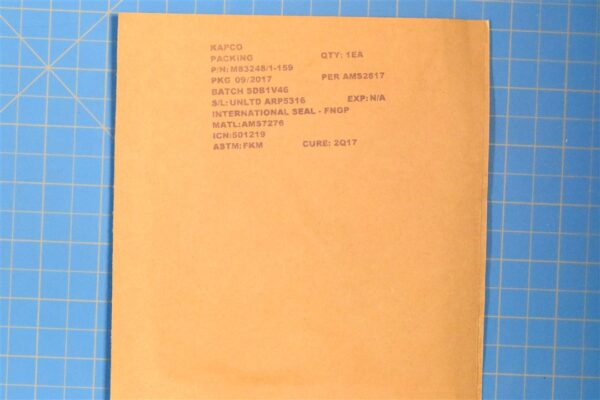 KAPCO
PACKING QTY: 1EA
P/N: M83248/1-159
PKG 09/2017 PER AMS2817
BATCH SDB1V46
S/L: UNLTD ARP5316 EXP: N/A
INTERNATIONAL SEAL - FNGP
MATL: AMS7276
ICN: 501219
ASTM: FKM CURE: 2Q17